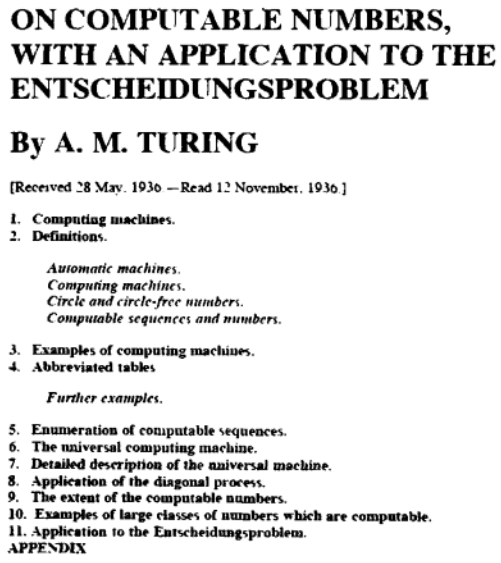 ON COMPUTABLE NUMBERS,
WITH AN APPLICATION TO THE
ENTSCHEIDUNGSPROBLEM
By A. M. TURING
[Received 28 May, 1936.—Read 12 November, 1936.]
1. Computing machines.
2. Definitions.
Automatic machines.
Computing machines.
Circle and circle-free numbers.
Computable sequences and numbers.
3. Examples of computing machines.
4. Abbreviated tables
Further examples.
5. Enumeration of computable sequences.
6. The universal computing machine.
7. Detailed description of the universal machine.
8. Application of the diagonal process.
9. The extent of the computable numbers.
10. Examples of large classes of numbers which are computable.
11. Application to the Entscheidungsproblem.
APPENDIX